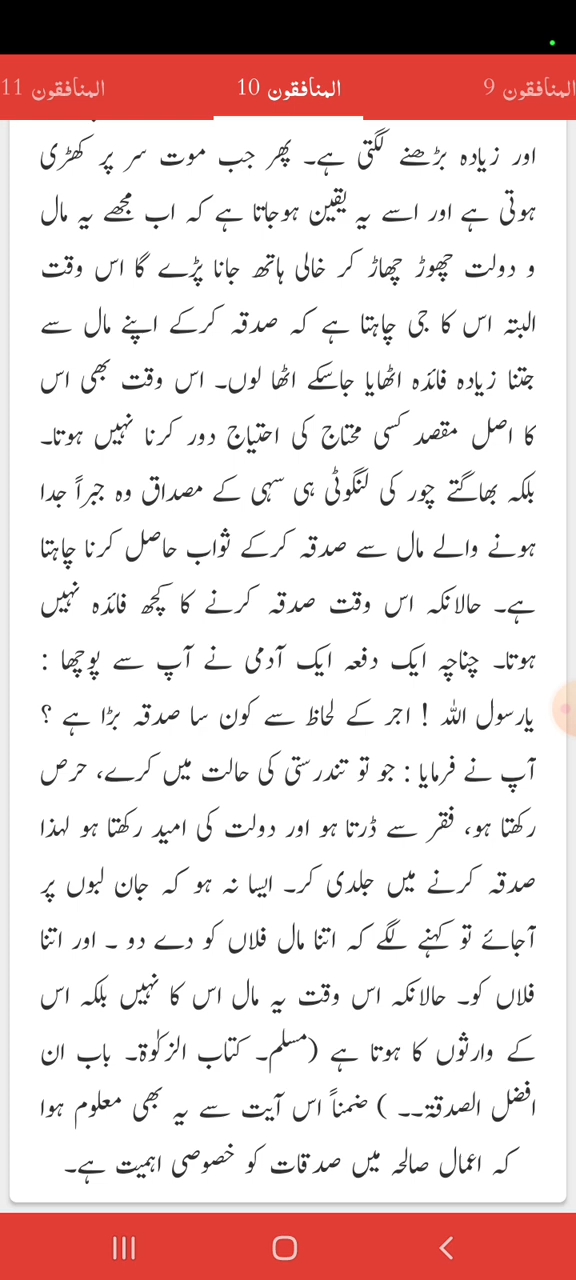 المنافقون 9 المنافقون 10 المنافقون 11
اور زیادہ بڑھنے لگتی ہے۔ پھر جب موت سر پر کھڑی
ہوتی ہے اور اسے یہ یقین ہوجاتا ہے کہ اب مجھے یہ مال
و دولت چھوڑ چھاڑ کر خالی ہاتھ جانا پڑے گا اس وقت
البتہ اس کا جی چاہتا ہے کہ صدقہ کرکے اپنے مال سے
جتنا زیادہ فائدہ اٹھایا جاسکے اٹھا لوں۔ اس وقت بھی اس
کا اصل مقصد کسی محتاج کی احتیاج دور کرنا نہیں ہوتا۔
بلکہ بھاگتے چور کی لنگوٹی ہی سہی کے مصداق وہ جبراً جدا
ہونے والے مال سے صدقہ کرکے ثواب حاصل کرنا چاہتا
ہے۔ حالانکہ اس وقت صدقہ کرنے کا کچھ فائدہ نہیں
ہوتا۔ چناچہ ایک دفعہ ایک آدمی نے آپ سے پوچھا :
یارسول اللہ ! اجر کے لحاظ سے کون سا صدقہ بڑا ہے ؟
آپ نے فرمایا : جو تو تندرستی کی حالت میں کرے، حرص
رکھتا ہو، فقر سے ڈرتا ہو اور دولت کی امید رکھتا ہو لہذا
صدقہ کرنے میں جلدی کر۔ ایسا نہ ہو کہ جان لبوں پر
آجائے تو کہنے لگے کہ اتنا مال فلاں کو دے دو ۔ اور اتنا
فلاں کو۔ حالانکہ اس وقت یہ مال اس کا نہیں بلکہ اس
کے وارثوں کا ہوتا ہے (مسلم۔ کتاب الزکوٰۃ۔ باب ان
افضل الصدقۃ۔۔ ) ضمناً اس آیت سے یہ بھی معلوم ہوا
کہ اعمال صالحہ میں صدقات کو خصوصی اہمیت ہے۔